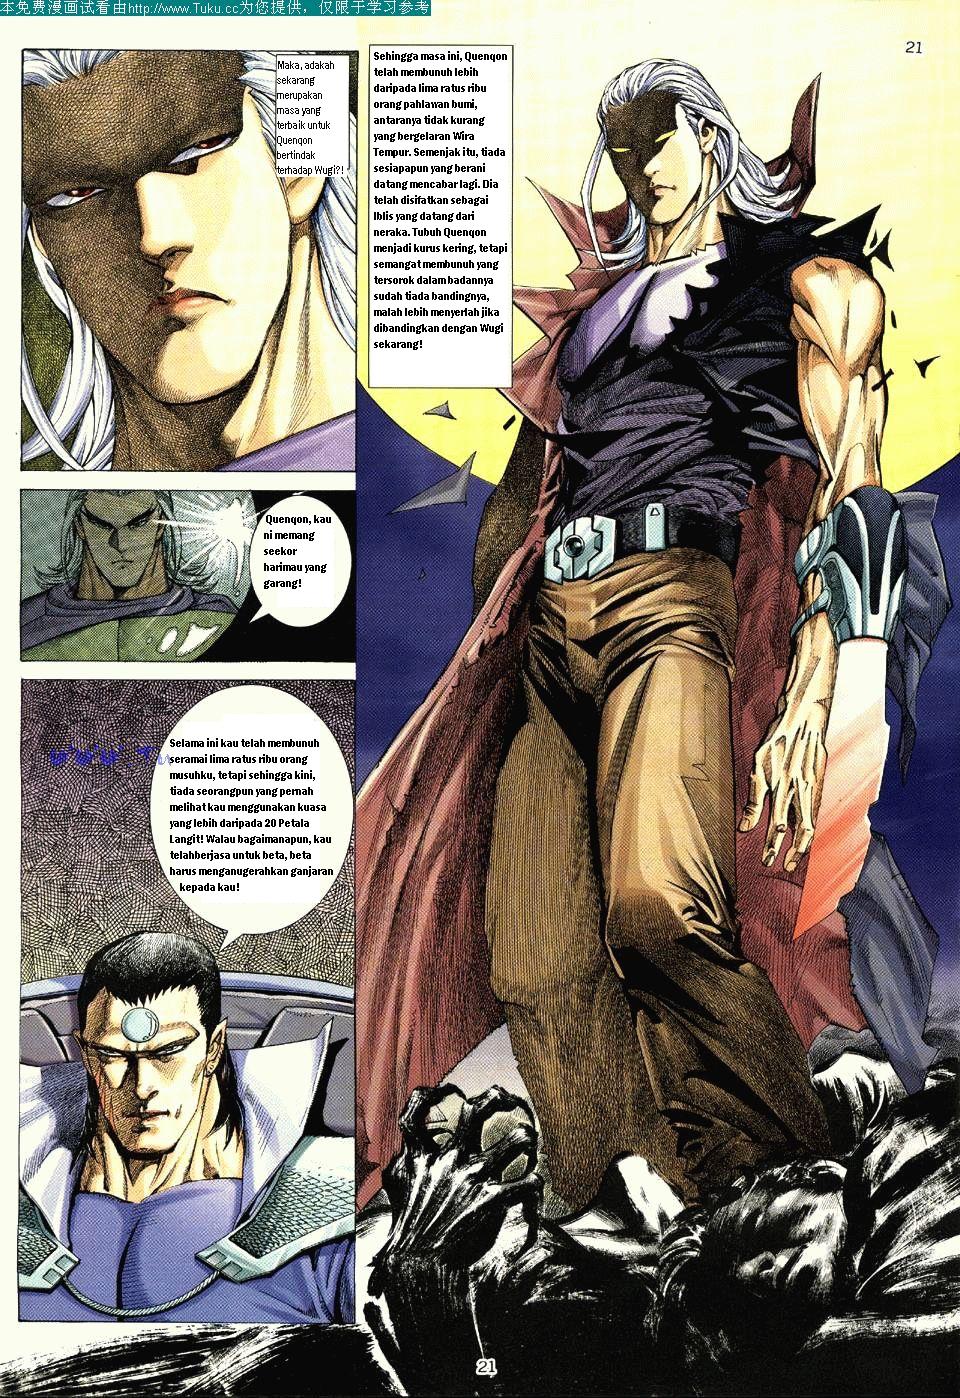 本免费漫画试看由http://www.Tuku.cc为您提供，仅限于学习参考
21
Maka, adakah
sekarang
merupakan
masa yang
terbaik untuk
Quenqon
bertindak
terhadap Wugi?!
Sehingga masa ini, Quenqon
telah membunuh lebih
daripada lima ratus ribu
orang pahlawan bumi,
antaranya tidak kurang
yang bergelaran Wira
Tempur. Semenjak itu, tiada
sesiapapun yang berani
datang mencabar lagi. Dia
telah disifatkan sebagai
Iblis yang datang dari
neraka. Tubuh Quenqon
menjadi kurus kering, tetapi
semangat membunuh yang
tersorok dalam badannya
sudah tiada bandingnya,
malah lebih menyerlah jika
dibandingkan dengan Wugi
sekarang!
Quenqon, kau
ni memang
seekor
harimau yang
garang!
Selama ini kau telah membunuh
seramai lima ratus ribu orang
musuhku, tetapi sehingga kini,
tiada seorangpun yang pernah
melihat kau menggunakan kuasa
yang lebih daripada 20 Petala
Langit! Walau bagaimanapun, kau
telahberjasa untuk beta, beta
harus menganugerahkan ganjaran
kepada kau!
21